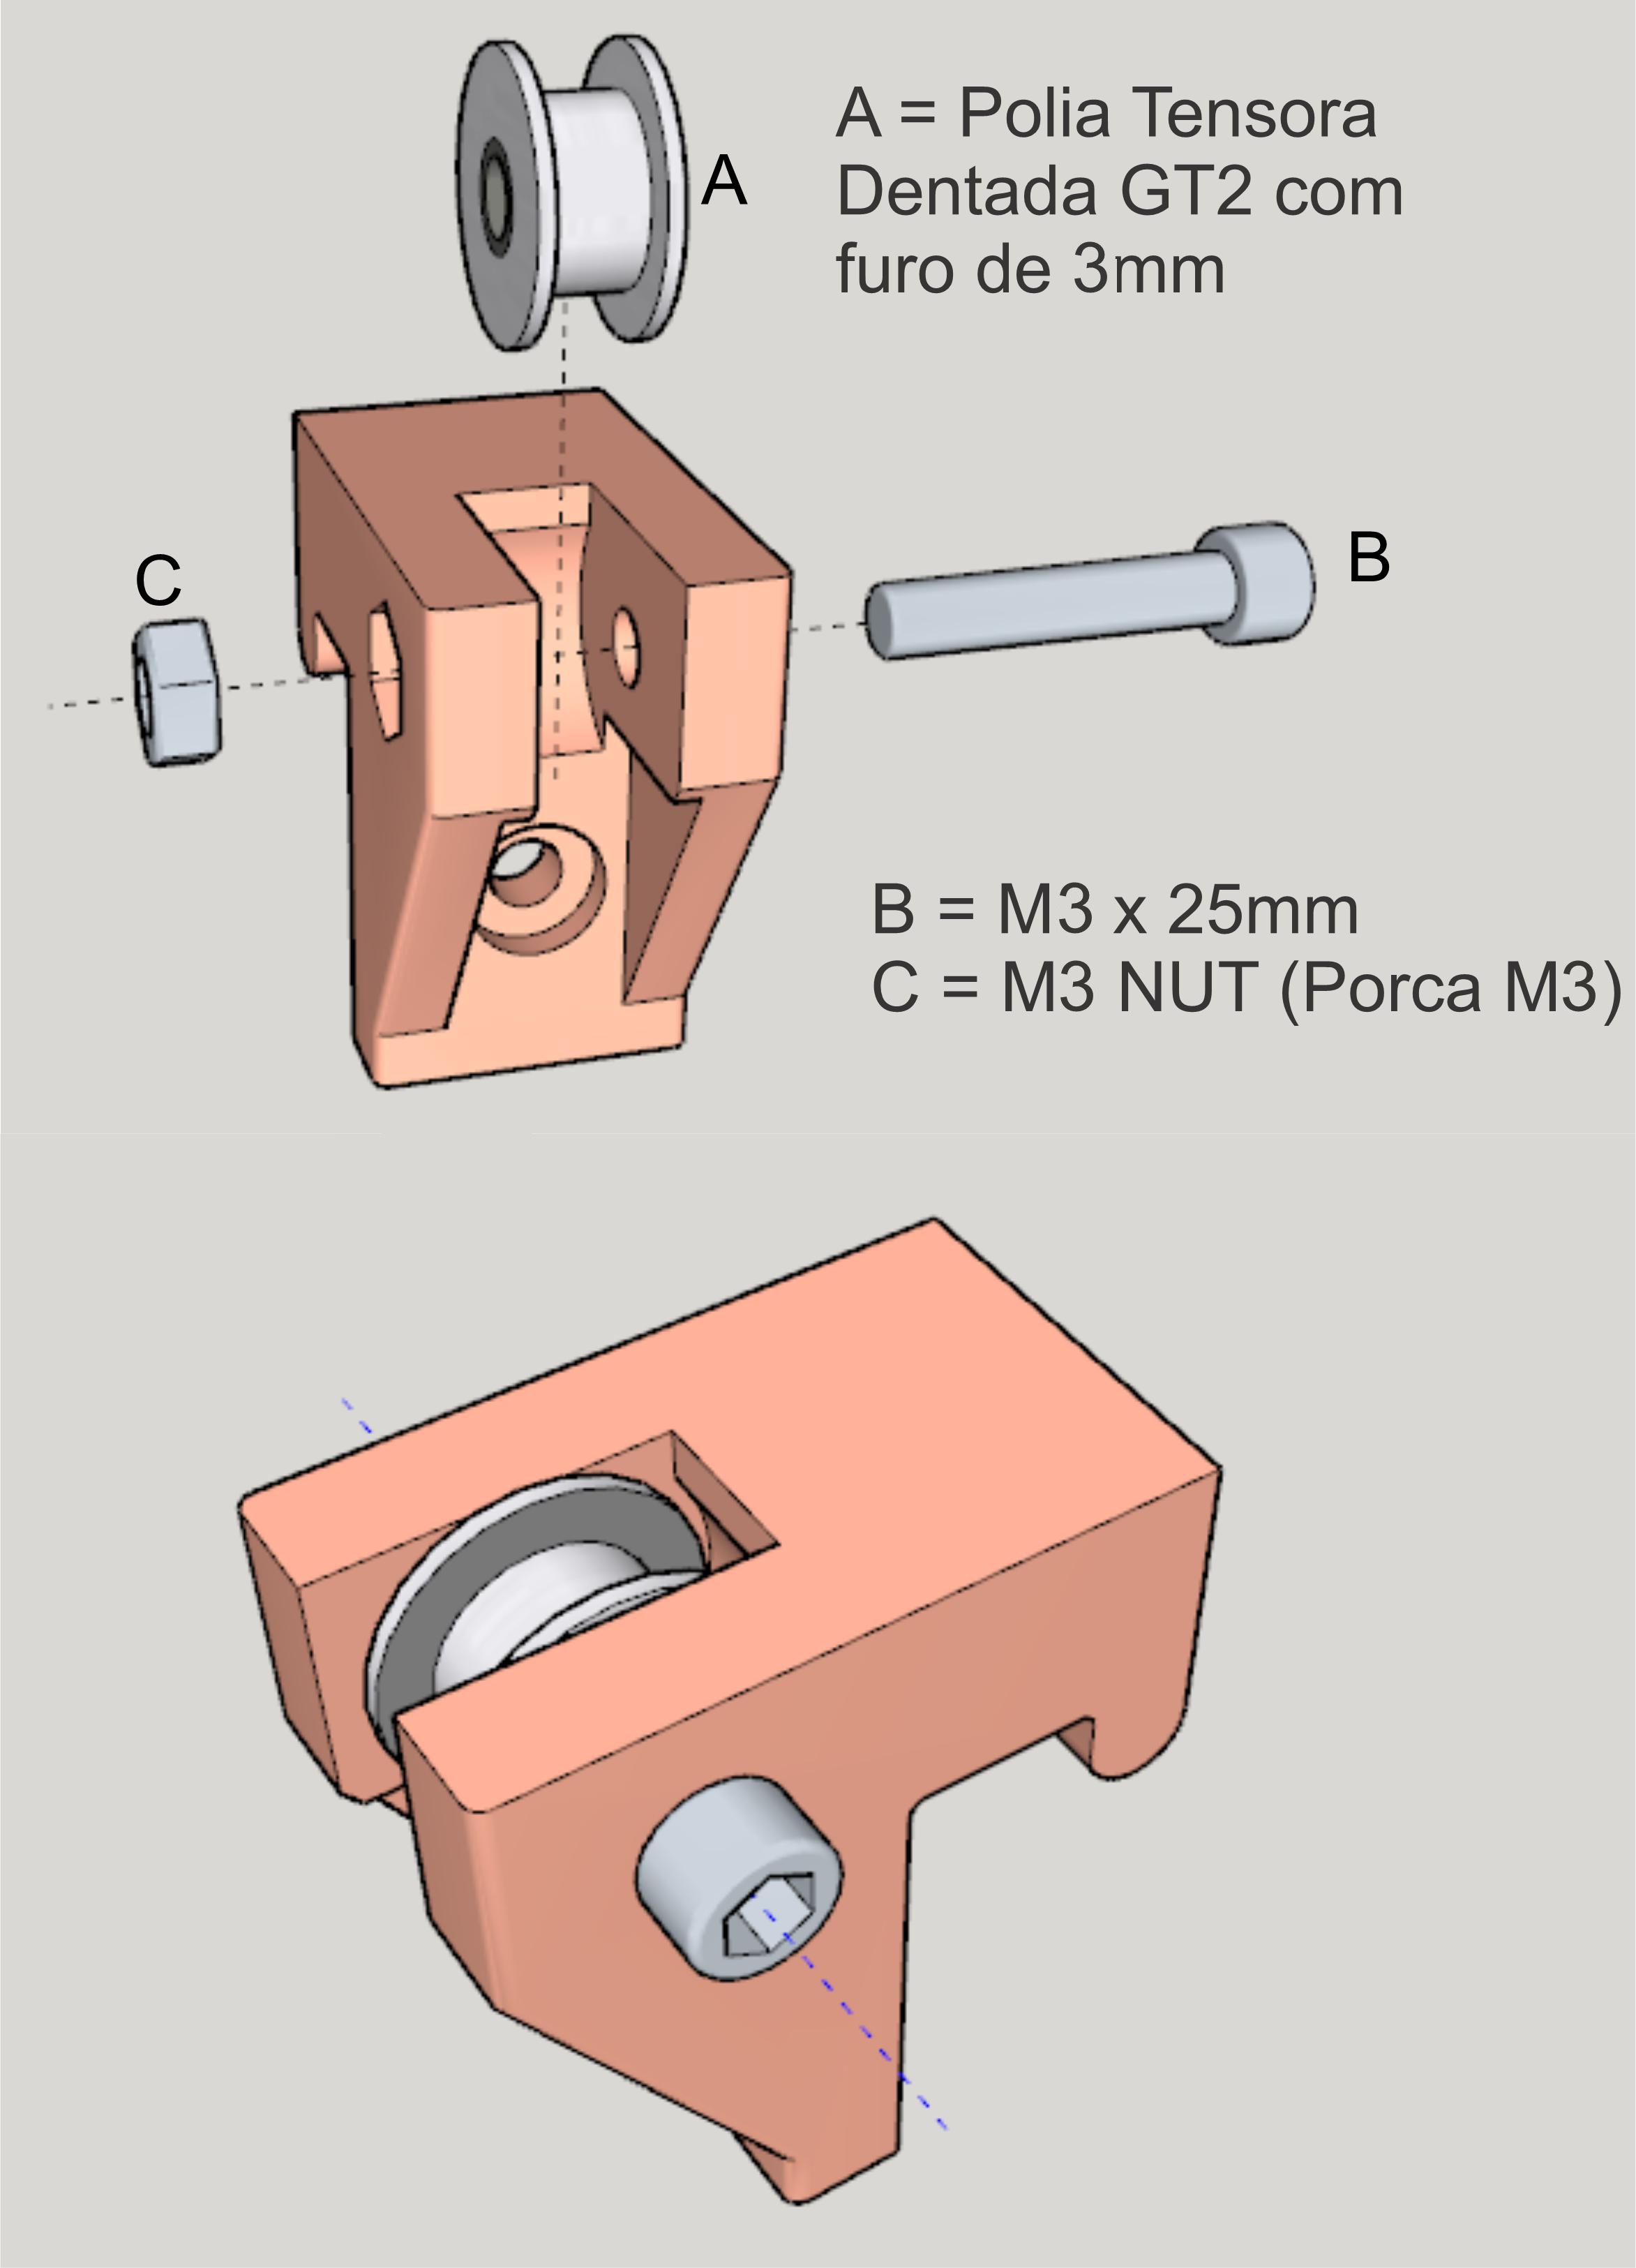 A
A = Polia Tensora
Dentada GT2 com
furo de 3mm
C
B
B = M3 x 25mm
C = M3 NUT (Porca M3)